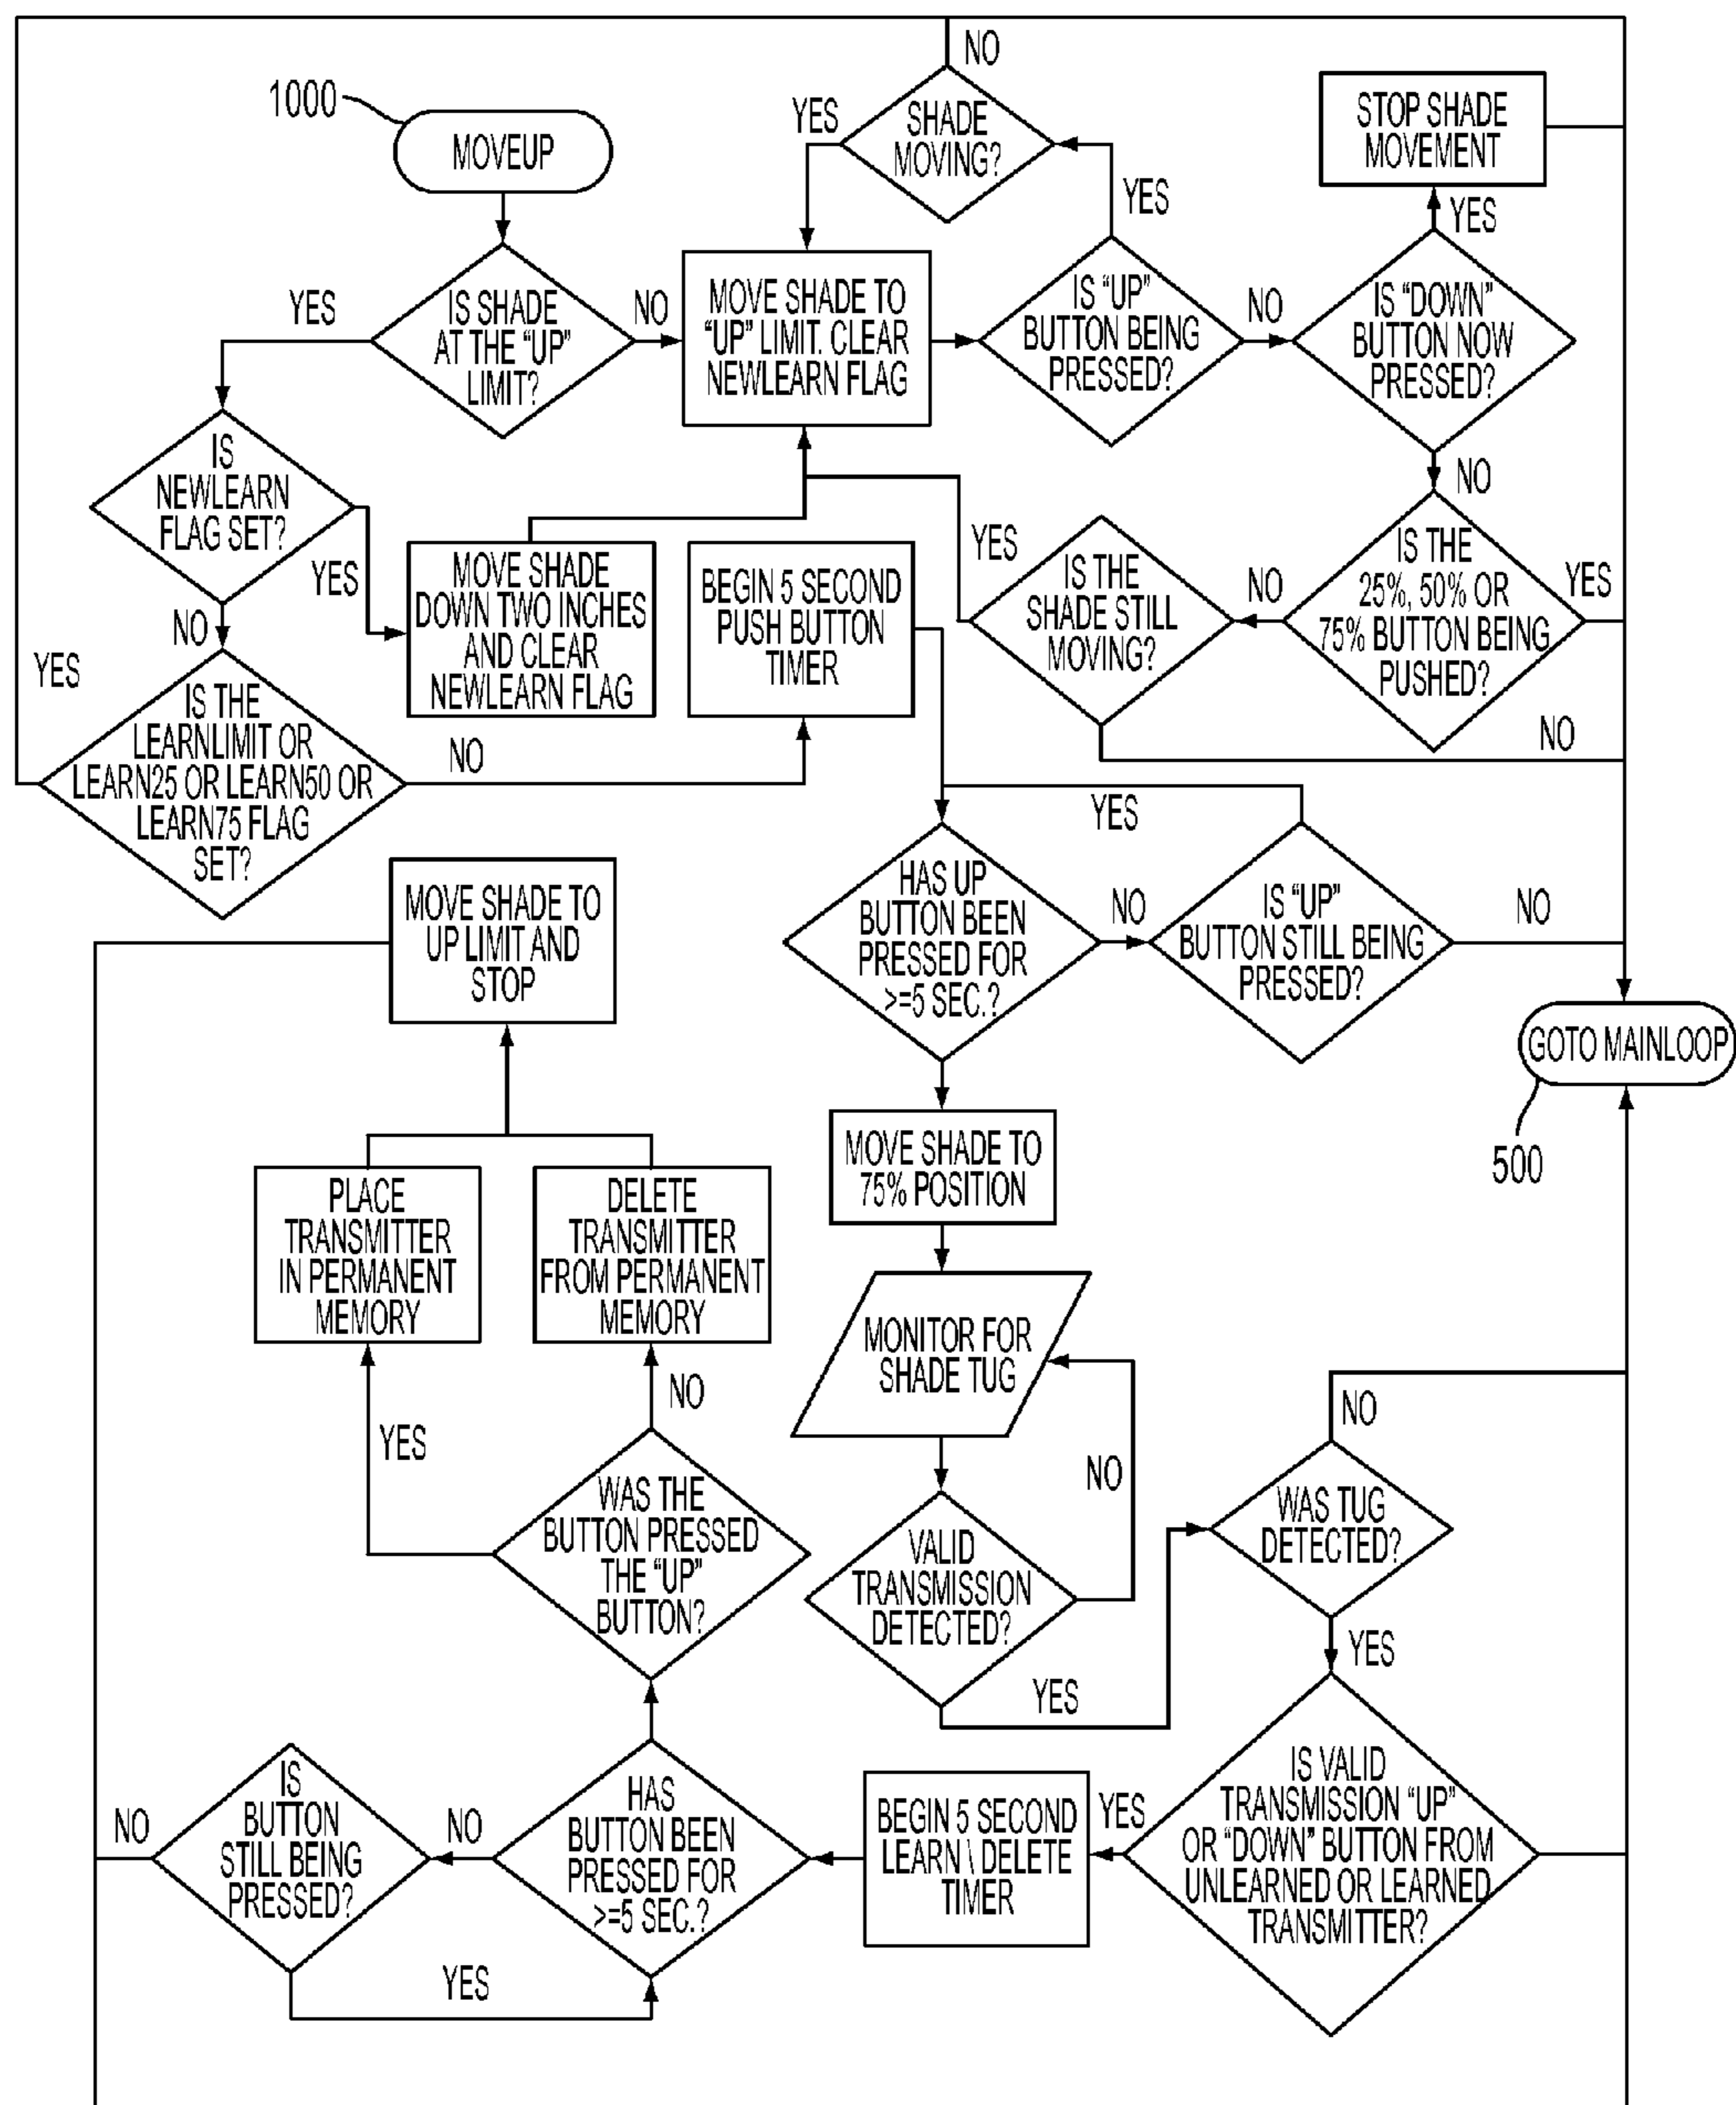 NO
1000
MOVEUP
YES
SHADE
MOVING?
STOP SHADE
MOVEMENT
YES
YES
YES
IS SHADE
AT THE "UP"
LIMIT?
NO
MOVE SHADE TO
"UP" LIMIT. CLEAR
NEWLEARN FLAG
IS "UP"
BUTTON BEING
PRESSED?
NO
IS "DOWN"
BUTTON NOW
PRESSED?
NO
IS
NEWLEARN
FLAG SET?
YES
MOVE SHADE
DOWN TWO INCHES
AND CLEAR
NEWLEARN FLAG
BEGIN 5 SECOND
PUSH BUTTON
TIMER
YES
IS THE
SHADE STILL
MOVING?
NO
IS THE
25%, 50% OR
75% BUTTON BEING
PUSHED?
YES
NO
NO
YES
IS THE
LEARNLIMIT OR
LEARN25 OR LEARN50 OR
LEARN75 FLAG
SET?
NO
YES
MOVE SHADE TO
UP LIMIT AND
STOP
HAS UP
BUTTON BEEN
PRESSED FOR
>=5 SEC.?
NO
IS "UP"
BUTTON STILL BEING
PRESSED?
NO
GOTO MAINLOOP
500
MOVE SHADE TO
75% POSITION
PLACE
TRANSMITTER
IN PERMANENT
MEMORY
DELETE
TRANSMITTER
FROM PERMANENT
MEMORY
MONITOR FOR
SHADE TUG
NO
NO
YES
NO
WAS THE
BUTTON PRESSED
THE "UP"
BUTTON?
VALID
TRANSMISSION
DETECTED?
WAS TUG
DETECTED?
YES
YES
IS
BUTTON
STILL BEING
PRESSED?
NO
NO
HAS
BUTTON BEEN
PRESSED FOR
>=5 SEC.?
BEGIN 5 SECOND
LEARN \ DELETE
TIMER
YES
IS VALID
TRANSMISSION "UP"
OR "DOWN" BUTTON FROM
UNLEARNED OR LEARNED
TRANSMITTER?
YES